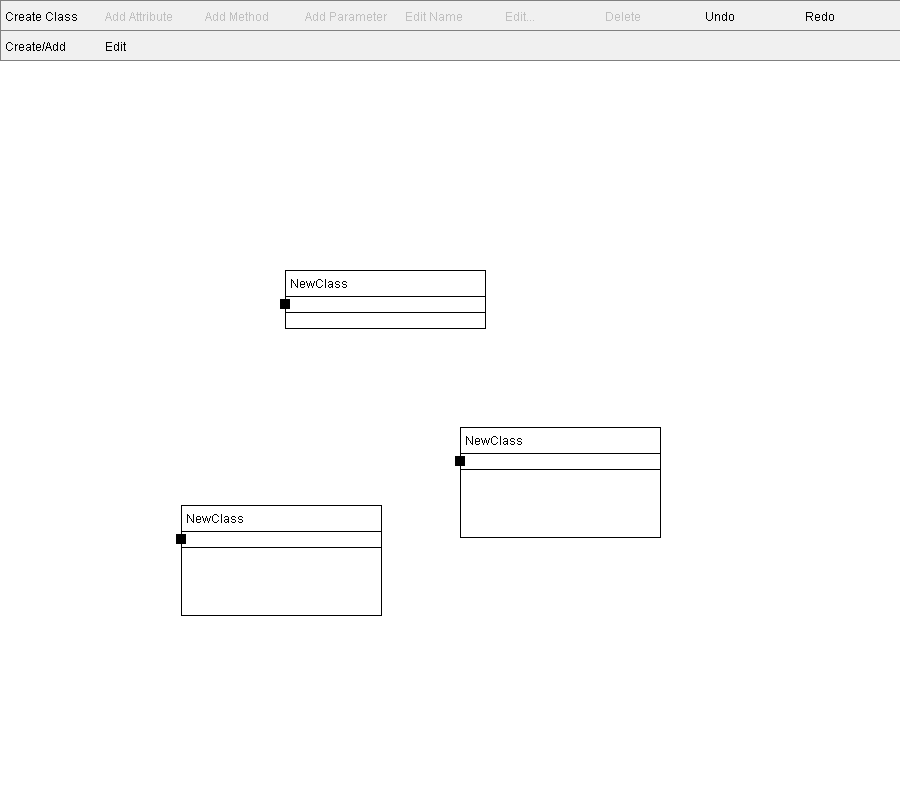 Create Class Add Attribute Add Method Add Parameter Edit Name Edit... Delete Undo Redo
Create/Add Edit
NewClass
NewClass
NewClass